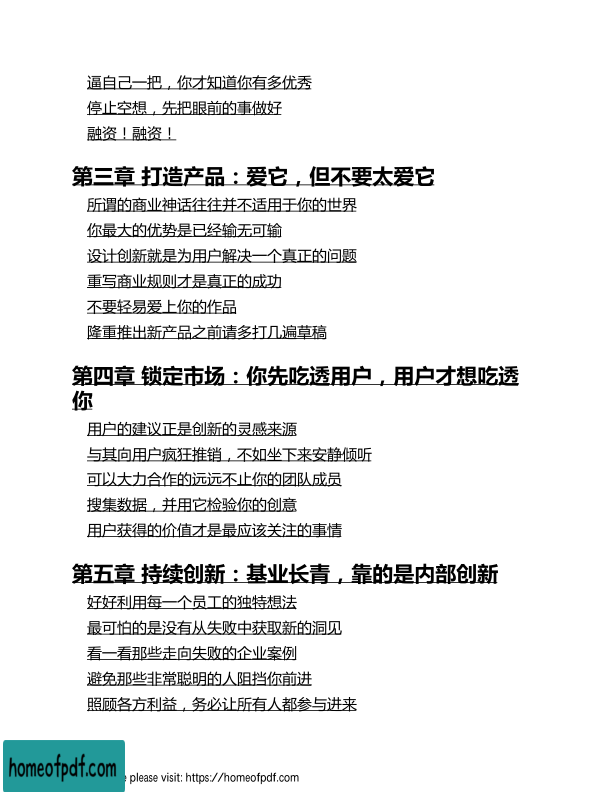 逼自己一把，你才知道你有多优秀
停止空想，先把眼前的事做好
融资！融资！
第三章 打造产品：爱它，但不要太爱它
所谓的商业神话往往并不适用于你的世界
你最大的优势是已经输无可输
设计创新就是为用户解决一个真正的问题
重写商业规则才是真正的成功
不要轻易爱上你的作品
隆重推出新产品之前请多打几遍草稿
第四章 锁定市场：你先吃透用户，用户才想吃透
你
用户的建议正是创新的灵感来源
与其向用户疯狂推销，不如坐下来安静倾听
可以大力合作的远远不止你的团队成员
搜集数据，并用它检验你的创意
用户获得的价值才是最应该关注的事情
第五章 持续创新：基业长青，靠的是内部创新
好好利用每一个员工的独特想法
最可怕的是没有从失败中获取新的洞见
看一看那些走向失败的企业案例
避免那些非常聪明的人阻挡你前进
照顾各方利益，务必让所有人都参与进来
homeofpdf.com
e please visit: https://homeofpdf.com